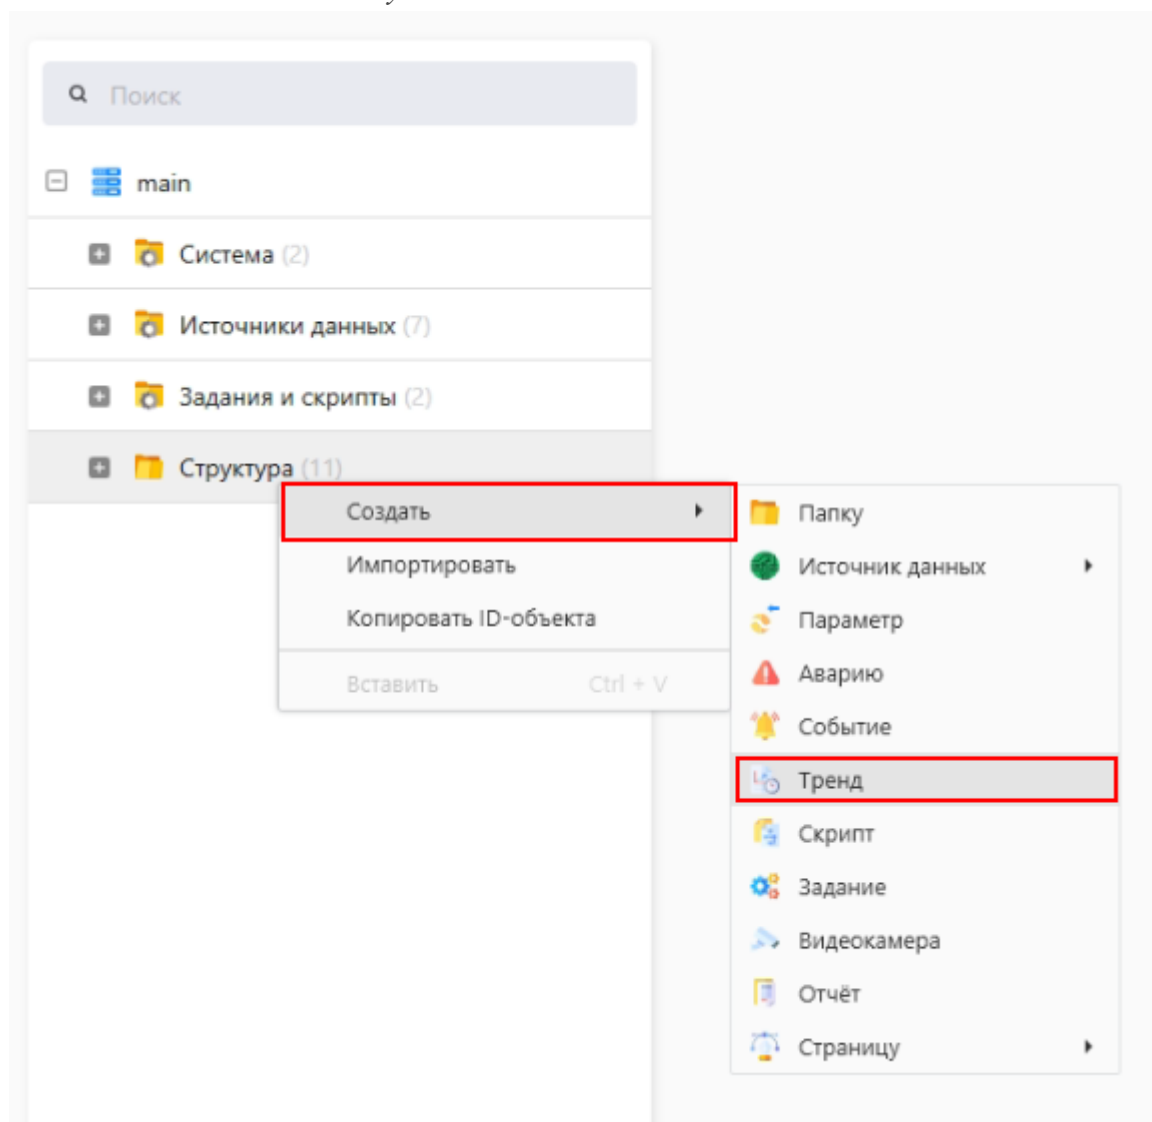 Поиск
main
Система (2)
Источники данных (7)
Задания и скрипты (2)
Структура (11)
Создать
Импортировать
Копировать ID-объекта
Вставить Ctrl + V
Папку
Источник данных
Параметр
Аварию
Событие
Тренд
Скрипт
Задание
Видеокамера
Отчёт
Страницу